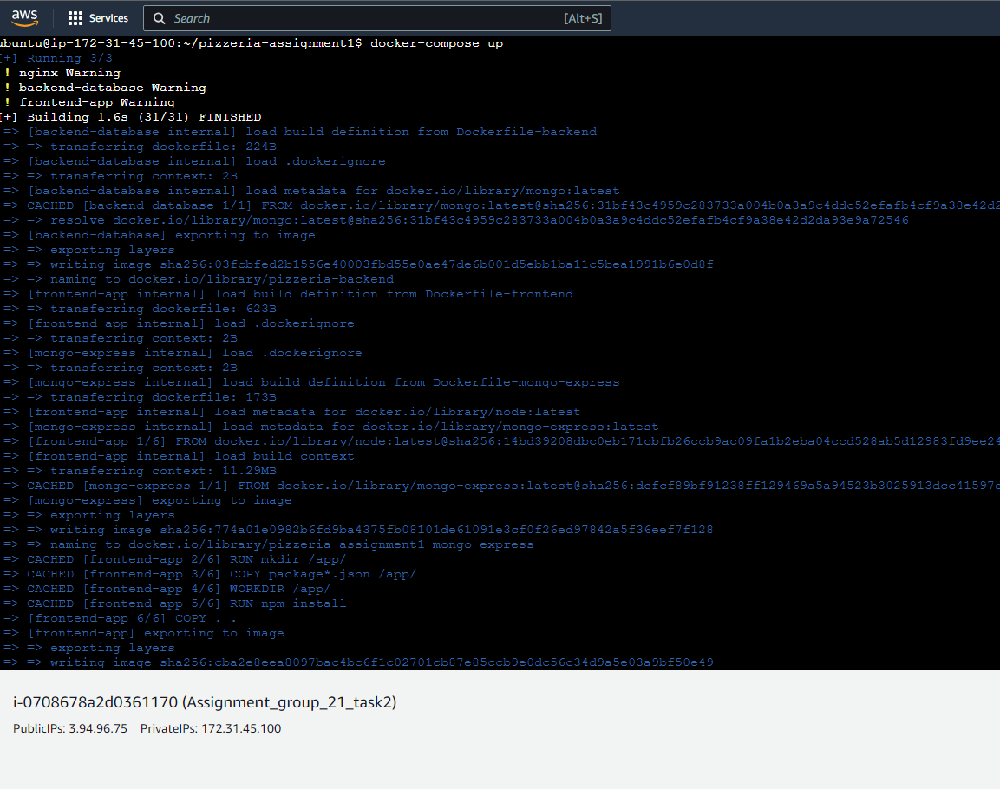 aws
Services
Search
[Alt+S]
ubuntu@ip-172-31-45-100:~/pizzeria-assignment1$ docker-compose up
[+] Running 3/3
! nginx Warning
! backend-database Warning
! frontend-app Warning
[+] Building 1.6s (31/31) FINISHED
=> [backend-database internal] load build definition from Dockerfile-backend
=> => transferring dockerfile: 224B
=> [backend-database internal] load .dockerignore
=> => transferring context: 2B
=> [backend-database internal] load metadata for docker.io/library/mongo:latest
=> CACHED [backend-database 1/1] FROM docker.io/library/mongo:latest@sha256:31bf43c4959c283733a004b0a3a9c4ddc52efafb4cf9a38e42d2
=> => resolve docker.io/library/mongo:latest@sha256:31bf43c4959c283733a004b0a3a9c4ddc52efafb4cf9a38e42d2da93e9a72546
=> [backend-database] exporting to image
=> => exporting layers
=> => writing image sha256:03fcbfed2b1556e40003fbd55e0ae47de6b001d5ebb1ba11c5bea1991b6e0d8f
=> => naming to docker.io/library/pizzeria-backend
=> [frontend-app internal] load build definition from Dockerfile-frontend
=> => transferring dockerfile: 623B
=> [frontend-app internal] load .dockerignore
=> => transferring context: 2B
=> [mongo-express internal] load .dockerignore
=> => transferring context: 2B
=> [mongo-express internal] load build definition from Dockerfile-mongo-express
=> => transferring dockerfile: 173B
=> [frontend-app internal] load metadata for docker.io/library/node:latest
=> [mongo-express internal] load metadata for docker.io/library/mongo-express:latest
=> [frontend-app 1/6] FROM docker.io/library/node:latest@sha256:14bd39208dbc0eb171cbfb26ccb9ac09fa1b2eba04ccd528ab5d12983fd9ee24
=> [frontend-app internal] load build context
=> => transferring context: 11.29MB
=> CACHED [mongo-express 1/1] FROM docker.io/library/mongo-express:latest@sha256:dcfcf89bf91238ff129469a5a94523b3025913dcc41597c
=> [mongo-express] exporting to image
=> => exporting layers
=> => writing image sha256:774a01e0982b6fd9ba4375fb08101de61091e3cf0f26ed97842a5f36eef7f128
=> => naming to docker.io/library/pizzeria-assignment1-mongo-express
=> CACHED [frontend-app 2/6] RUN mkdir /app/
=> CACHED [frontend-app 3/6] COPY package*.json /app/
=> CACHED [frontend-app 4/6] WORKDIR /app/
=> CACHED [frontend-app 5/6] RUN npm install
=> [frontend-app 6/6] COPY . .
=> [frontend-app] exporting to image
=> => exporting layers
=> => writing image sha256:cba2e8eea8097bac4bc6f1c02701cb87e85ccb9e0dc56c34d9a5e03a9bf50e49
i-0708678a2d0361170 (Assignment_group_21_task2)
PublicIPs: 3.94.96.75 PrivateIPs: 172.31.45.100